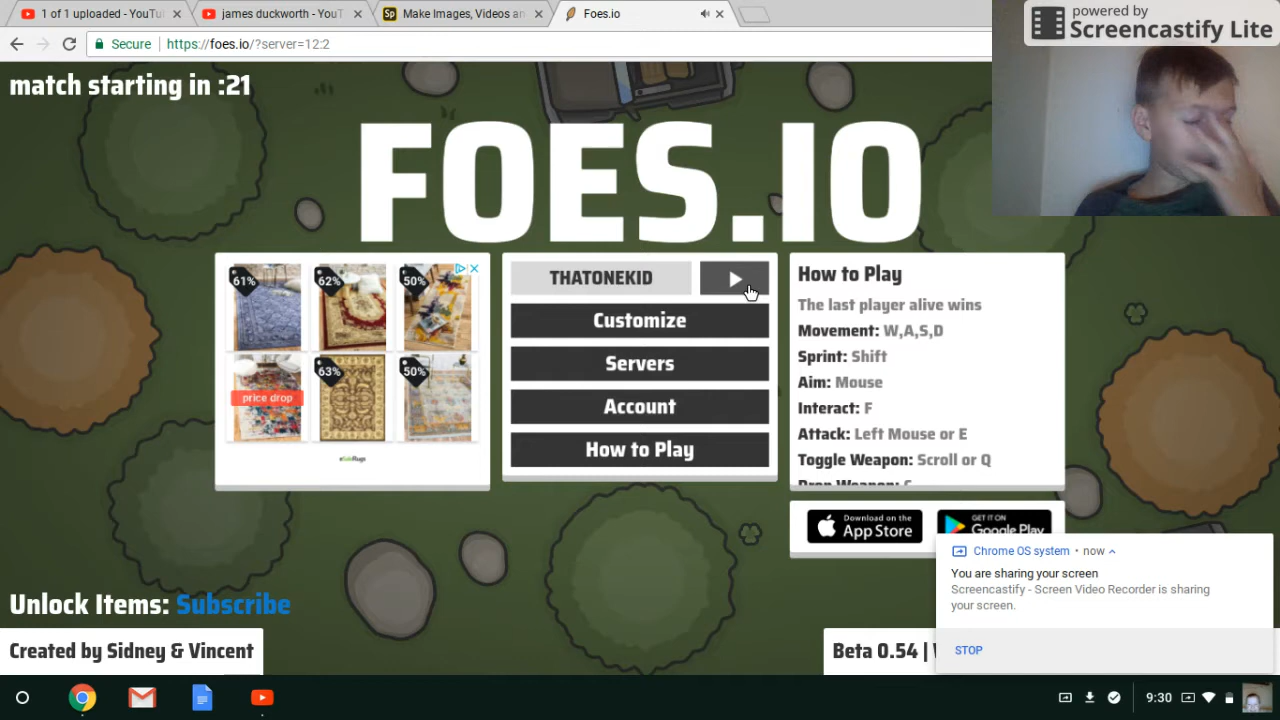 1 of 1 uploaded - YouTu
james duckworth - YouT
Sp Make Images, Videos an
Foes.io
Secure https://foes.io/?server=12:2
powered by
Screencastify Lite
match starting in :21
FOES.IO
61%
62%
50%
price drop
63%
50%
THATONEKID
Customize
Servers
Account
How to Play
How to Play
The last player alive wins
Movement: W,A,S,D
Sprint: Shift
Aim: Mouse
Interact: F
Attack: Left Mouse or E
Toggle Weapon: Scroll or Q
Drop Weapon:
Download on the
App Store
GET IT ON
Google Play
Chrome OS system • now
You are sharing your screen
Screencastify - Screen Video Recorder is sharing
your screen.
STOP
Unlock Items: Subscribe
Created by Sidney & Vincent
Beta 0.54 |
9:30